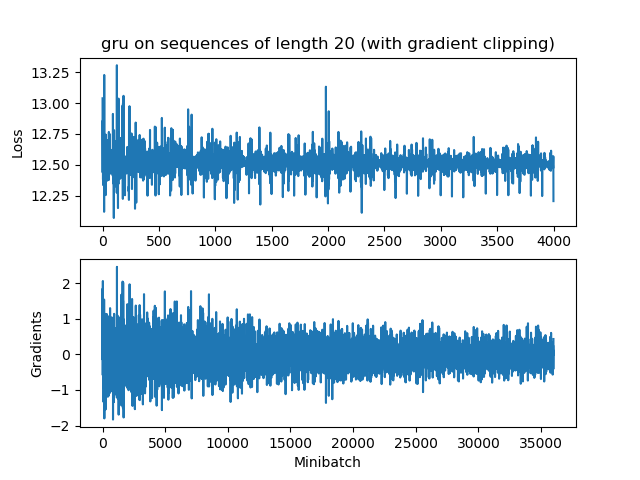 gru on sequences of length 20 (with gradient clipping)
13.25
13.00
12.75
12.50
12.25
Loss
0 500 1000 1500 2000 2500 3000 3500 4000
2
1
0
−1
−2
Gradients
0 5000 10000 15000 20000 25000 30000 35000
Minibatch